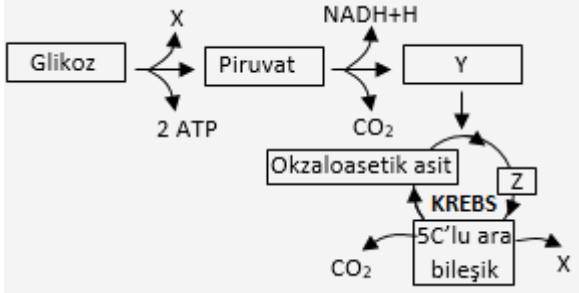 X
NADH+H
Glikoz
Piruvat
Y
2 ATP
CO₂
Okzaloasetik asit
Z
KREBS
5C'lu ara
bileşik
CO₂
X